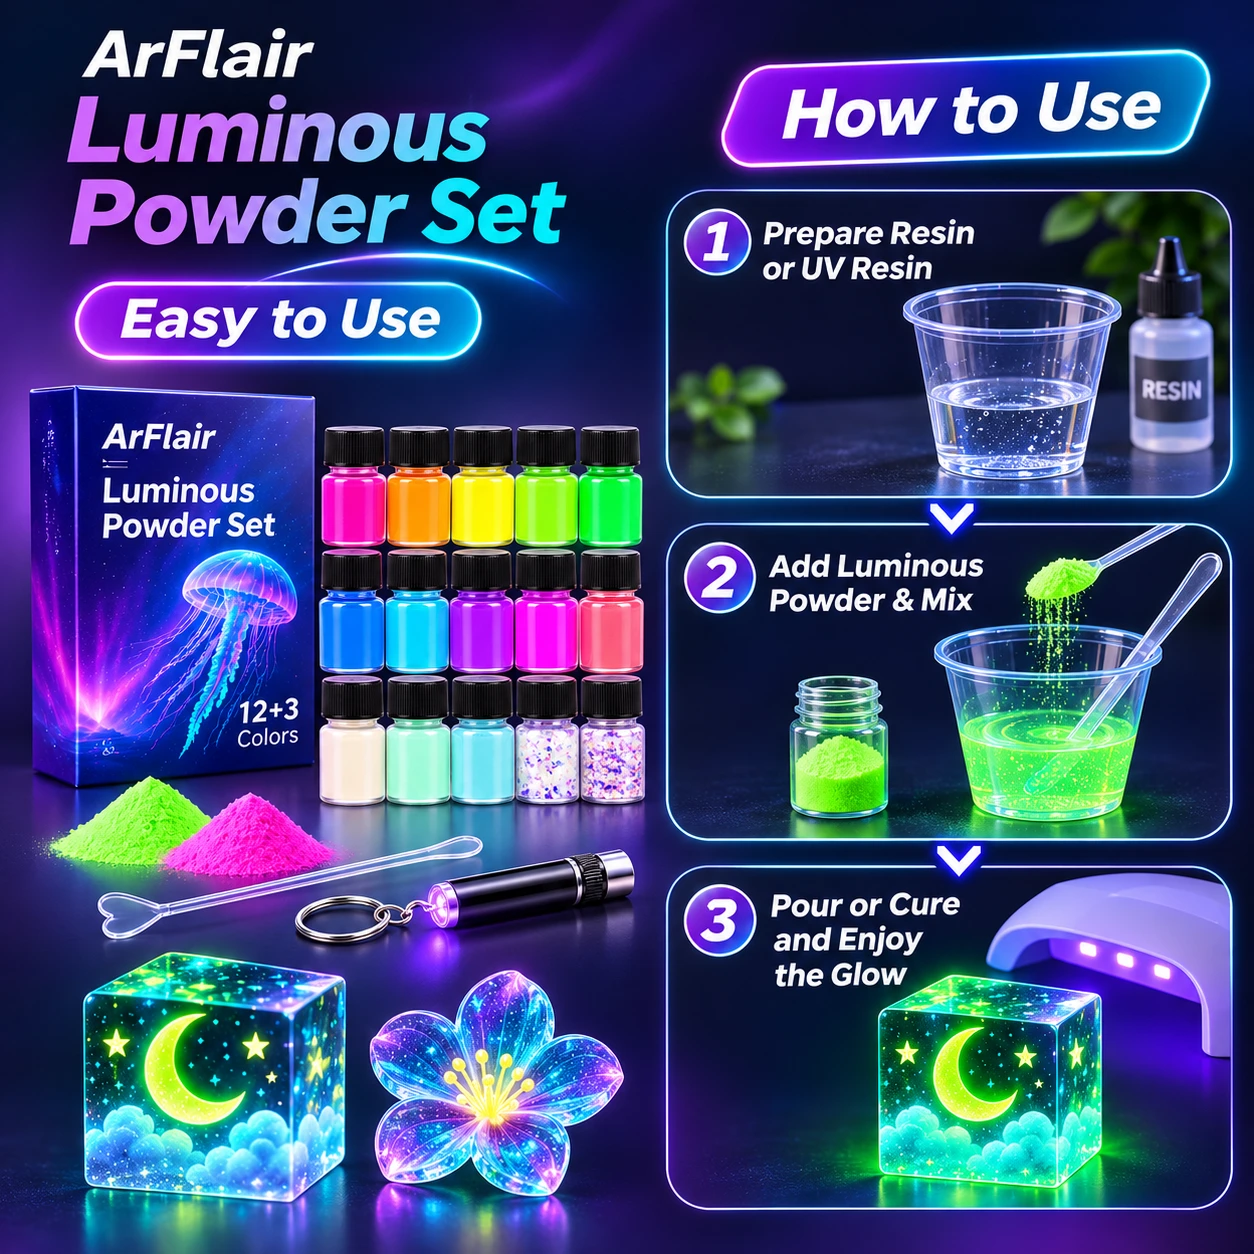 ArFlair
Luminous
Powder Set
Easy to Use
ArFlair
Luminous
Powder Set
12+3
Colors
How to Use
1
Prepare Resin
or UV Resin
RESIN
2
Add Luminous
Powder & Mix
3
Pour or Cure
and Enjoy
the Glow